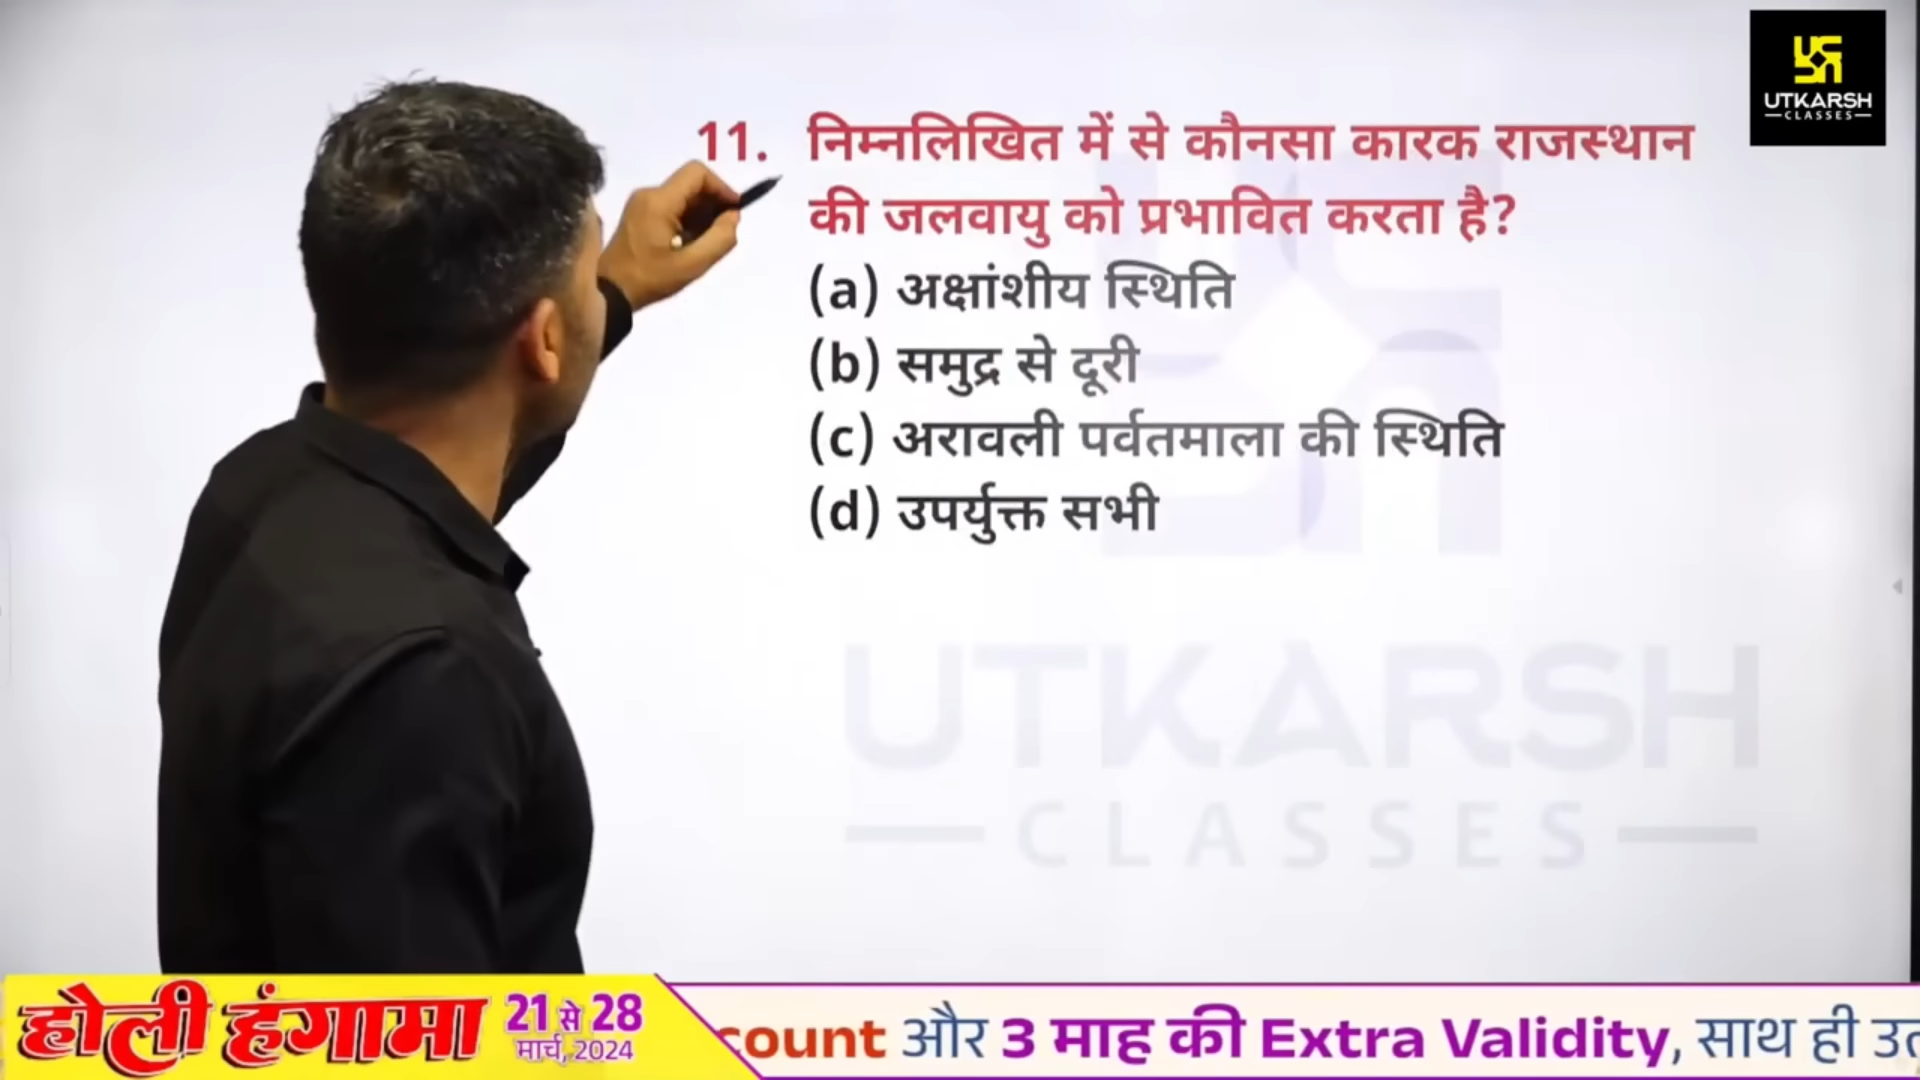 UTKARSH
CLASSES
11. निम्नलिखित में से कौनसा कारक राजस्थान
की जलवायु को प्रभावित करता है?
(a) अक्षांशीय स्थिति
(b) समुद्र से दूरी
(c) अरावली पर्वतमाला की स्थिति
(d) उपर्युक्त सभी
UTKARSH
CLASSES
होली हंगामा 21 से 28
मार्च, 2024
count और 3 माह की Extra Validity, साथ ही